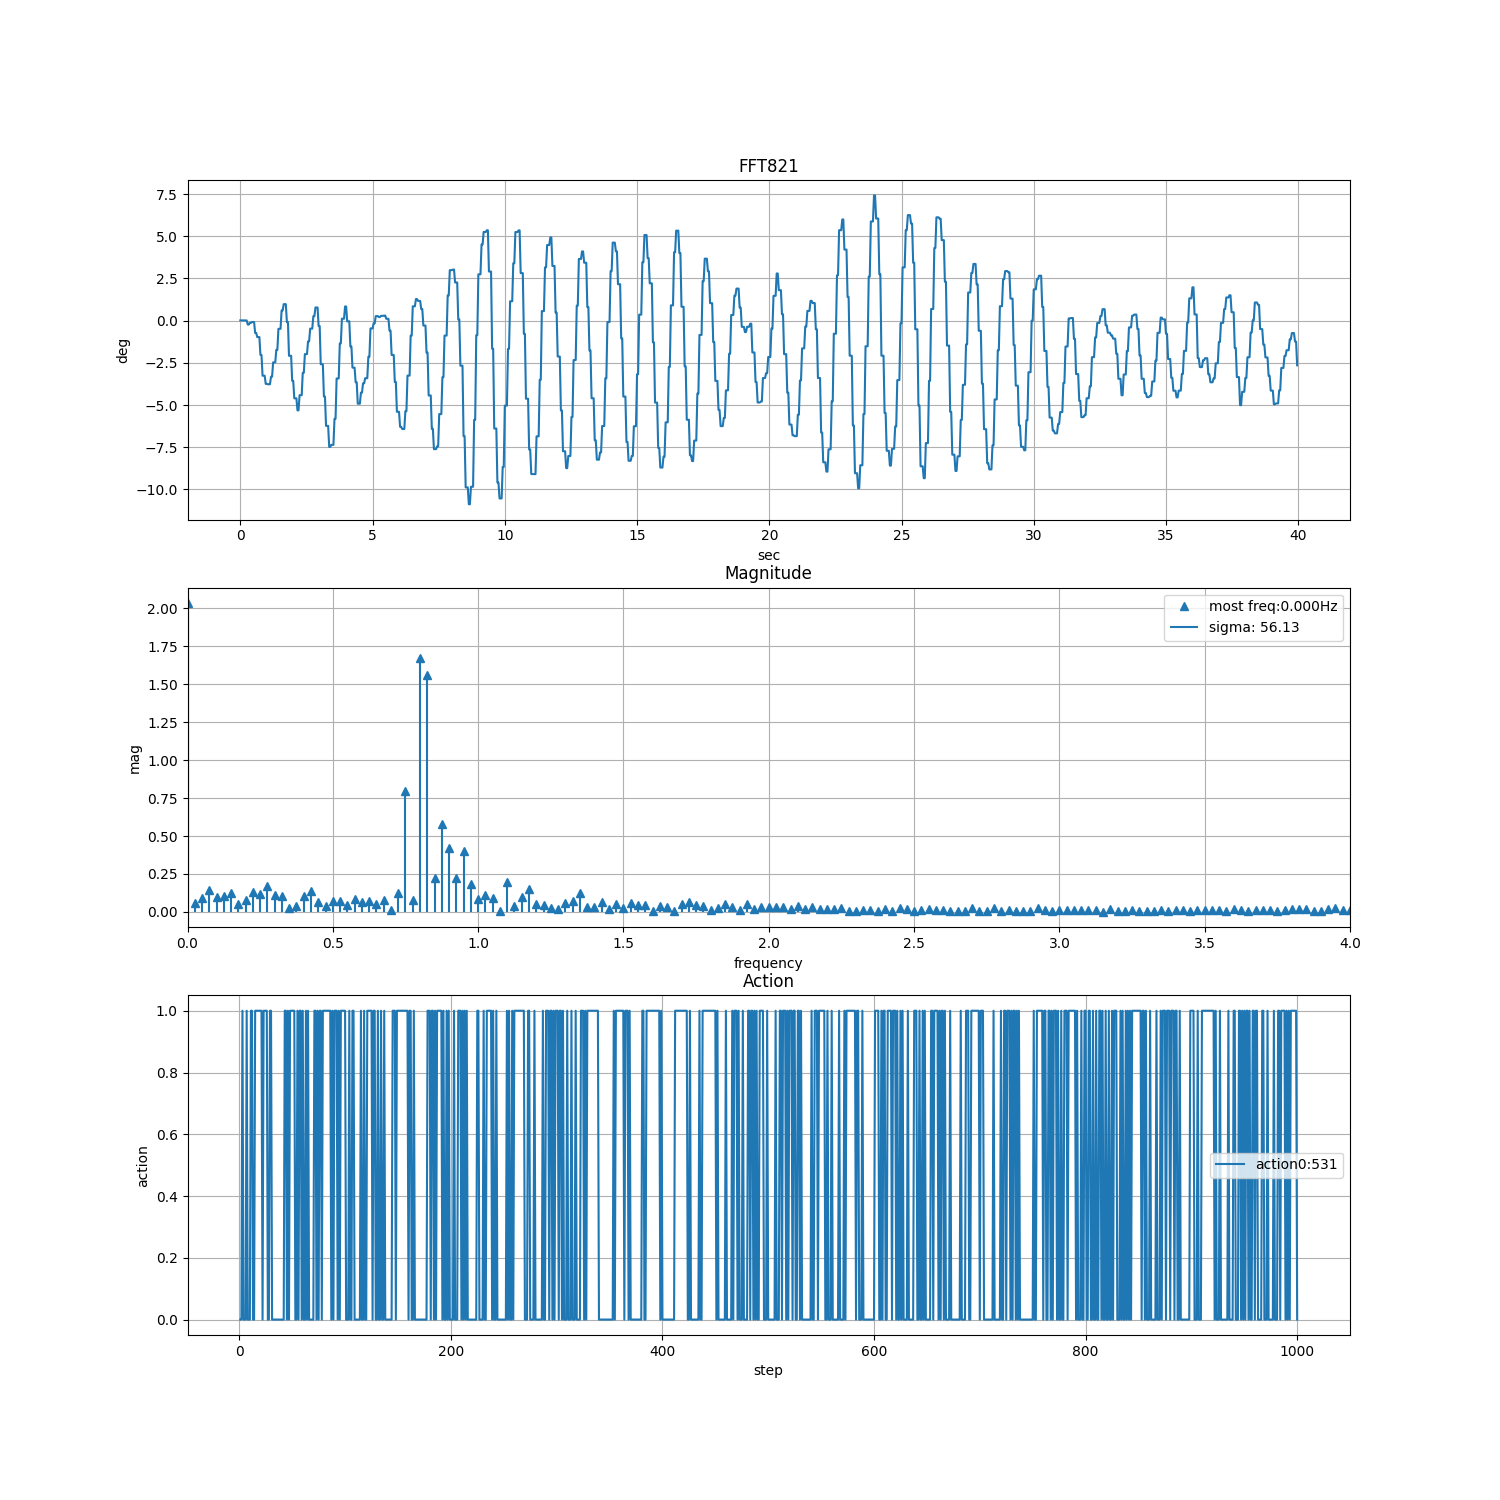 FFT821
7.5
5.0
2.5
0.0
−2.5
−5.0
−7.5
−10.0
deg
0 5 10 15 20 25 30 35 40
sec
Magnitude
2.00
1.75
1.50
1.25
1.00
0.75
0.50
0.25
0.00
mag
most freq:0.000Hz
sigma: 56.13
0.0 0.5 1.0 1.5 2.0 2.5 3.0 3.5 4.0
frequency
Action
1.0
0.8
0.6
0.4
0.2
0.0
action
action0:531
0 200 400 600 800 1000
step